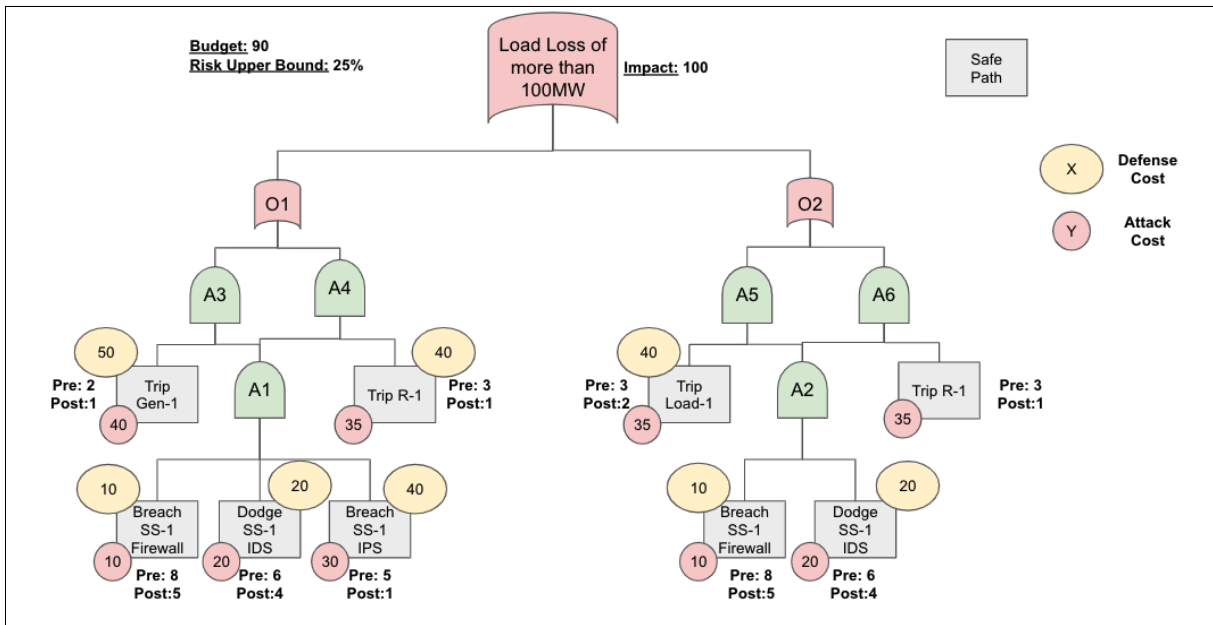 Budget: 90
Risk Upper Bound: 25%
Load Loss of
more than
100MW
Impact: 100
Safe
Path
X
Defense
Cost
Y
Attack
Cost
O1
O2
A3
A4
A5
A6
50
Pre: 2
Post:1
Trip
Gen-1
40
A1
40
Trip R-1
35
Pre: 3
Post:1
40
Pre: 3
Post:2
Trip
Load-1
35
A2
Trip R-1
35
Pre: 3
Post:1
10
Breach
SS-1
Firewall
10
Pre: 8
Post:5
20
Dodge
SS-1
IDS
20
Pre: 6
Post:4
40
Breach
SS-1
IPS
30
Pre: 5
Post:1
10
Breach
SS-1
Firewall
10
Pre: 8
Post:5
20
Dodge
SS-1
IDS
20
Pre: 6
Post:4